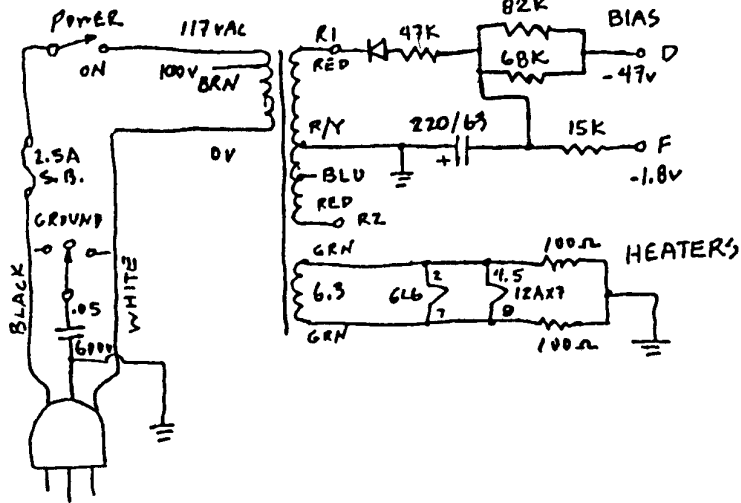 POWER
ON
117VAC
100V
BRN
0V
2.5A
S.B.
GROUND
BLACK
WHITE
.05
600V
R1
RED
47K
82K
68K
BIAS
D
-47V
R/Y
220/63
+
15K
F
-1.8V
BLU
RED
R2
GRN
6.3
GRN
6L6
2
7
4.5
12AX7
100Ω
100Ω
HEATERS